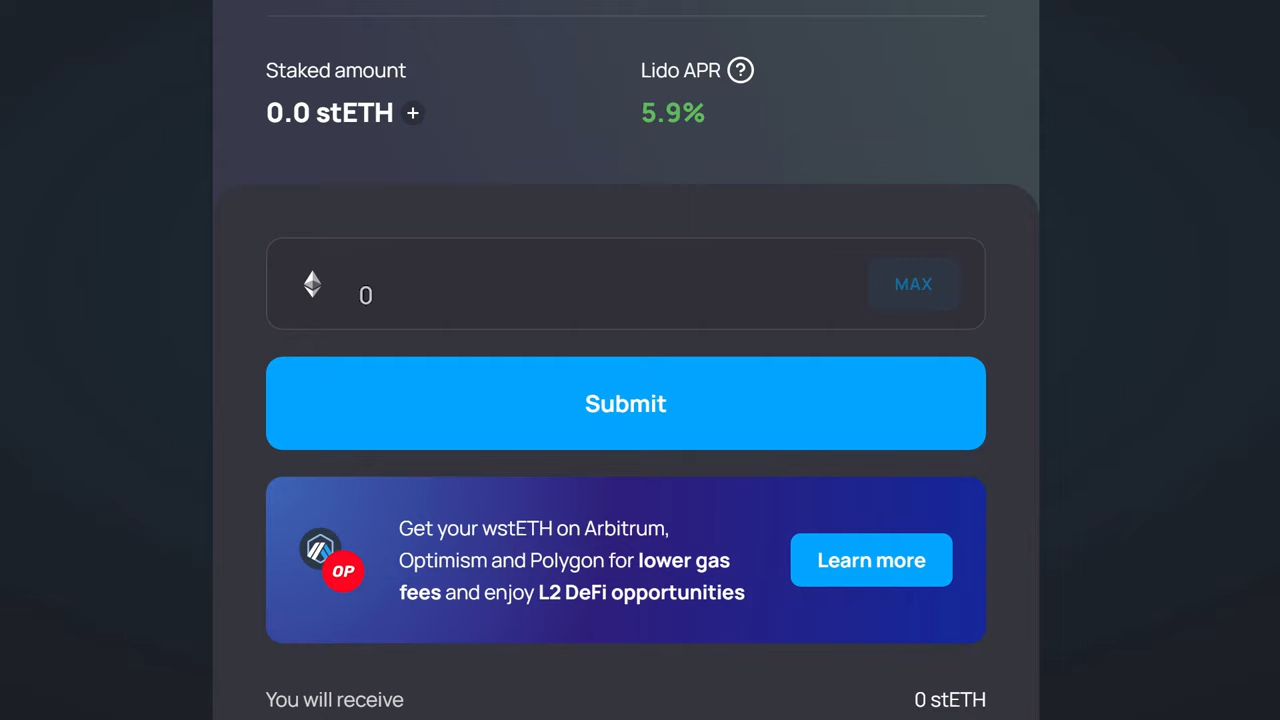 Staked amount
Lido APR ?
0.0 stETH +
5.9%
0
MAX
Submit
Get your wstETH on Arbitrum,
Optimism and Polygon for lower gas
fees and enjoy L2 DeFi opportunities
OP
Learn more
You will receive
0 stETH